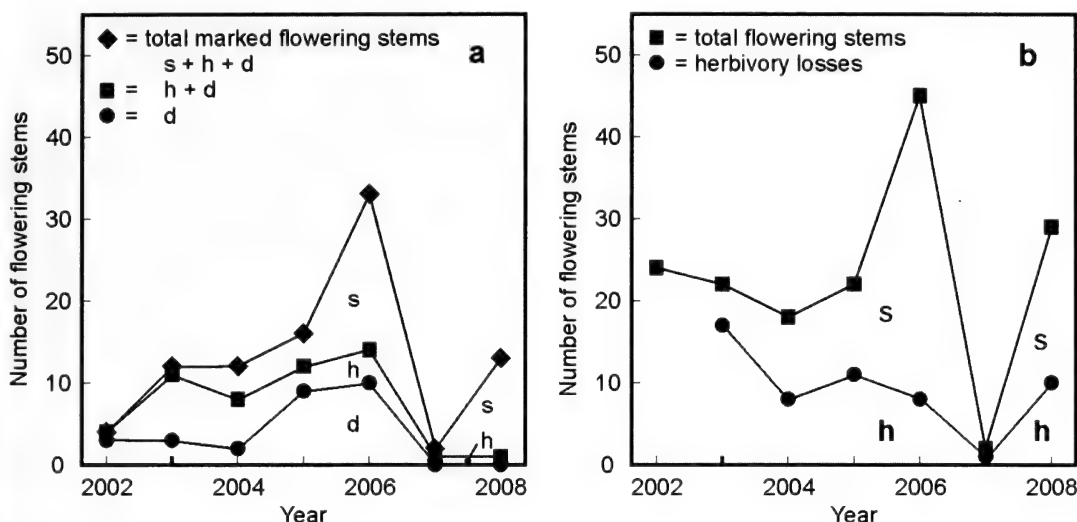 ◆ = total marked flowering stems
s + h + d
■ = h + d
● = d
a
50
40
30
20
10
0
Number of flowering stems
s
h
d
s
h
2002 2004 2006 2008
Year
■ = total flowering stems
● = herbivory losses
b
50
40
30
20
10
0
Number of flowering stems
s
h
s
h
2002 2004 2006 2008
Year